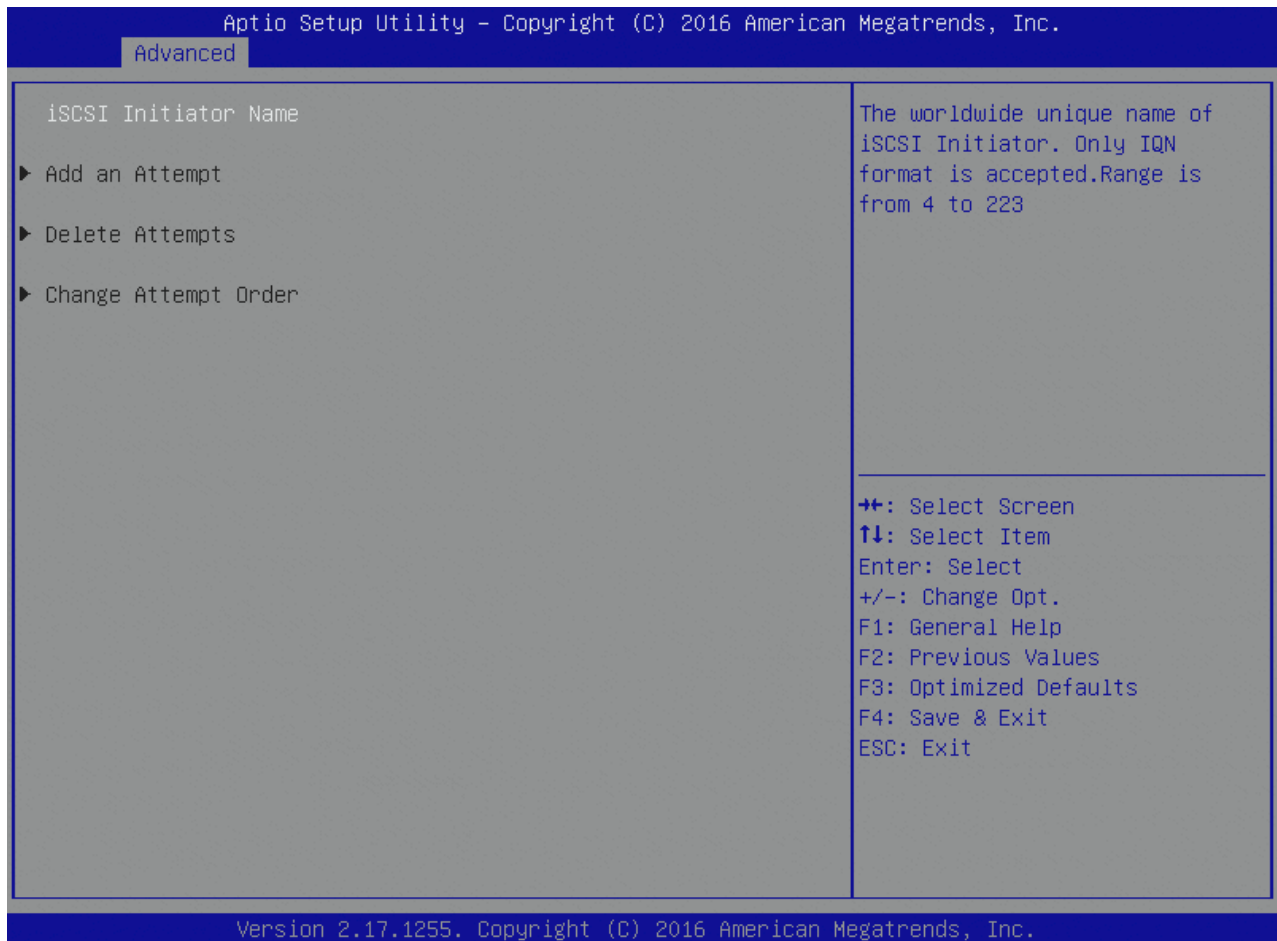 Aptio Setup Utility – Copyright (C) 2016 American Megatrends, Inc.
Advanced
iSCSI Initiator Name
▶ Add an Attempt
▶ Delete Attempts
▶ Change Attempt Order
The worldwide unique name of
iSCSI Initiator. Only IQN
format is accepted.Range is
from 4 to 223
→←: Select Screen
↑↓: Select Item
Enter: Select
+/-: Change Opt.
F1: General Help
F2: Previous Values
F3: Optimized Defaults
F4: Save & Exit
ESC: Exit
Version 2.17.1255. Copyright (C) 2016 American Megatrends, Inc.